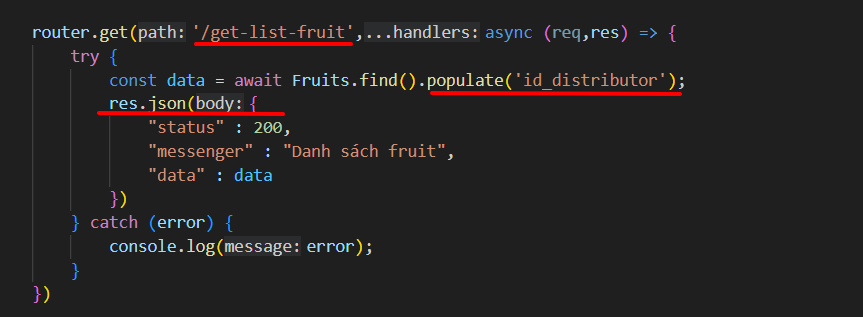 router.get(path: '/get-list-fruit',...handlers: async (req,res) => {
try {
const data = await Fruits.find().populate('id_distributor');
res.json(body: {
"status" : 200,
"messenger" : "Danh sách fruit",
"data" : data
})
} catch (error) {
console.log(message: error);
}
})